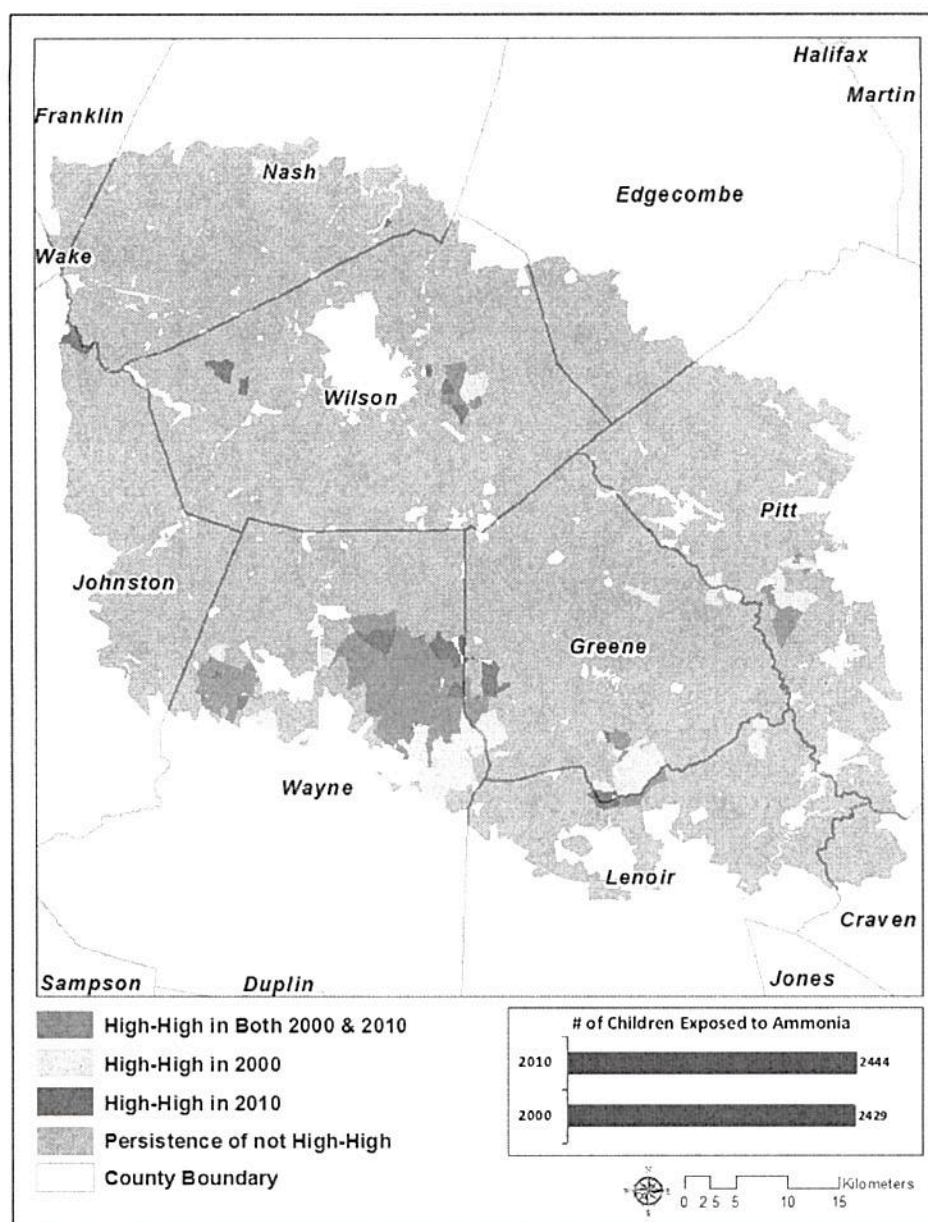 Halifax
Martin
Franklin
Nash
Edgecombe
Wake
Wilson
Pitt
Johnston
Greene
Wayne
Lenoir
Craven
Sampson
Duplin
Jones
High-High in Both 2000 & 2010
High-High in 2000
High-High in 2010
Persistence of not High-High
County Boundary
# of Children Exposed to Ammonia
2010 2444
2000 2429
N
Kilometers
0 2.5 5 10 15